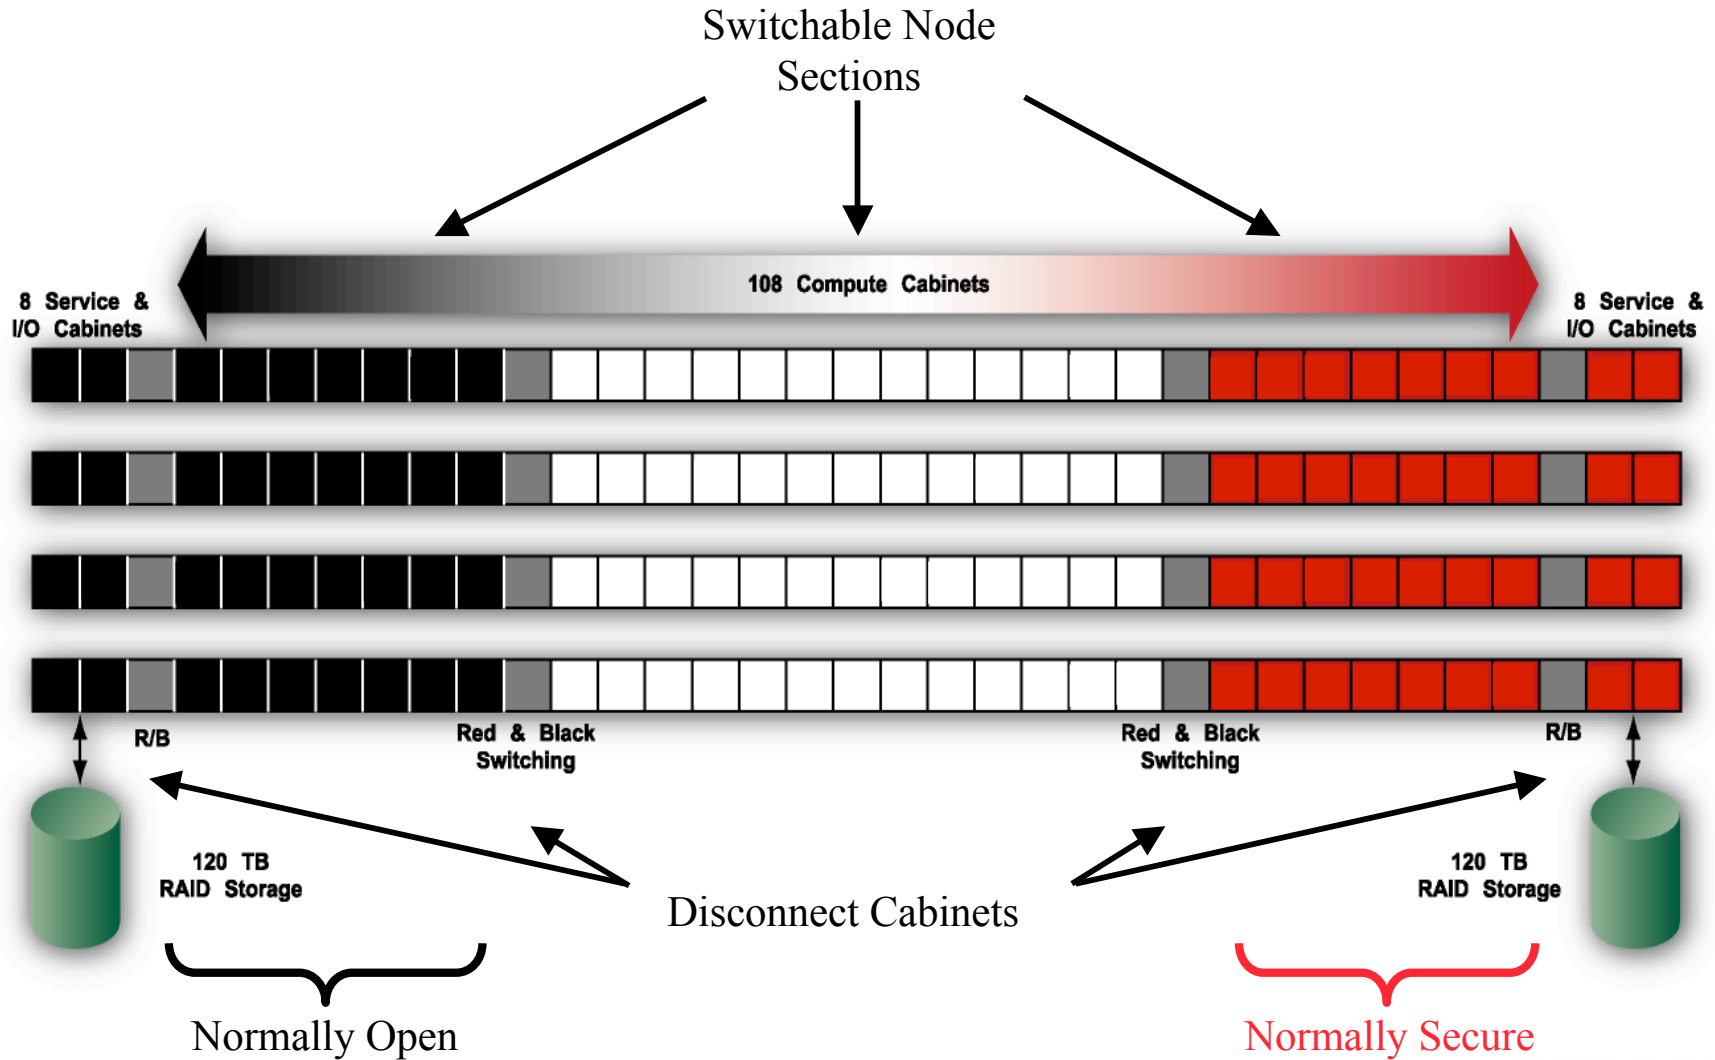 Switchable Node
Sections
108 Compute Cabinets
8 Service &
I/O Cabinets
8 Service &
I/O Cabinets
R/B
Red & Black
Switching
Red & Black
Switching
R/B
120 TB
RAID Storage
120 TB
RAID Storage
Disconnect Cabinets
Normally Open
Normally Secure